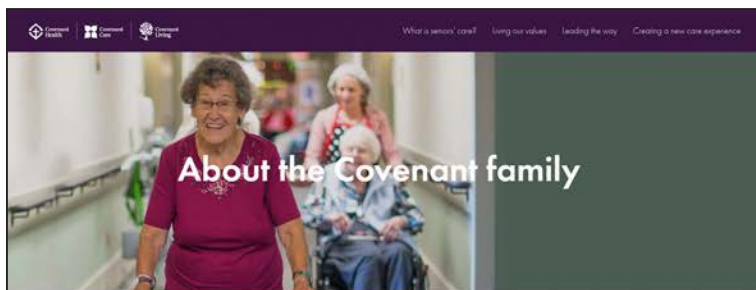 Covenant Health
Covenant Care
Covenant Living
What is seniors' care?
Living our values
Leading the way
Creating a new care experience
About the Covenant family